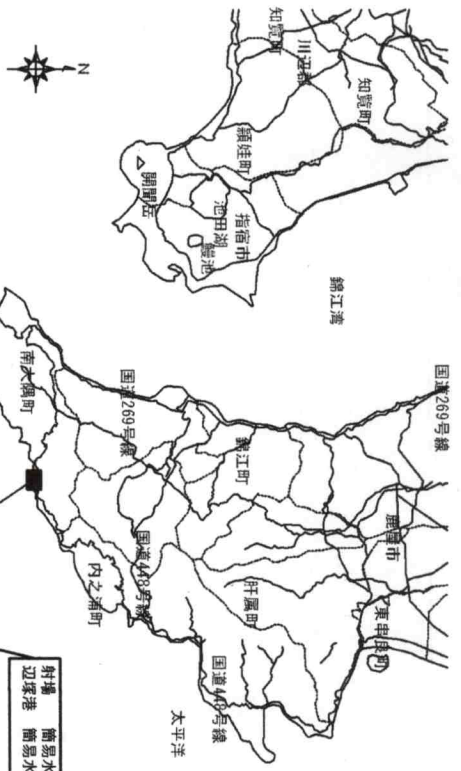 知覧町
川辺郡
知覧町
頴娃町
開聞岳
指宿市
池田湖
鰻池
N
錦江湾
国道269号線
国道269号線
鹿屋市
東串良町
錦江町
肝属町
南大隅町
国道448号線
内之浦町
国道448号線
太平洋
射場 簡易水
辺塚港 簡易水